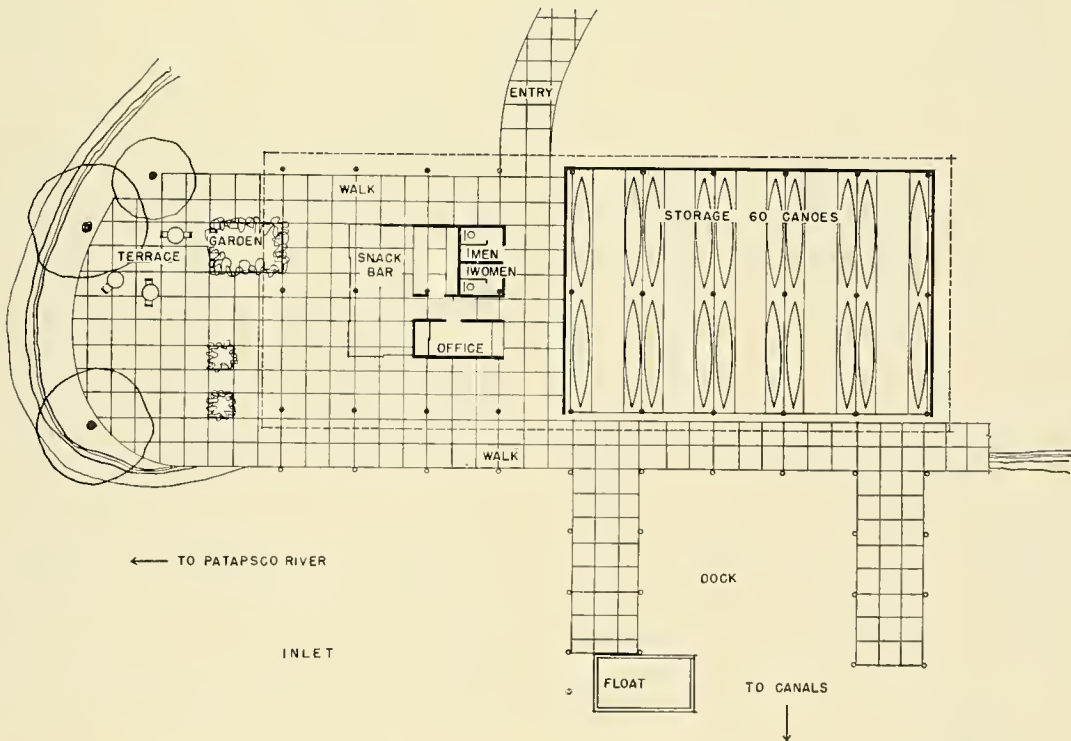 ENTRY
WALK
STORAGE 60 CANOES
GARDEN
TERRACE
SNACK
BAR
MEN
WOMEN
OFFICE
WALK
← TO PATAPSCO RIVER
DOCK
INLET
FLOAT
TO CANALS